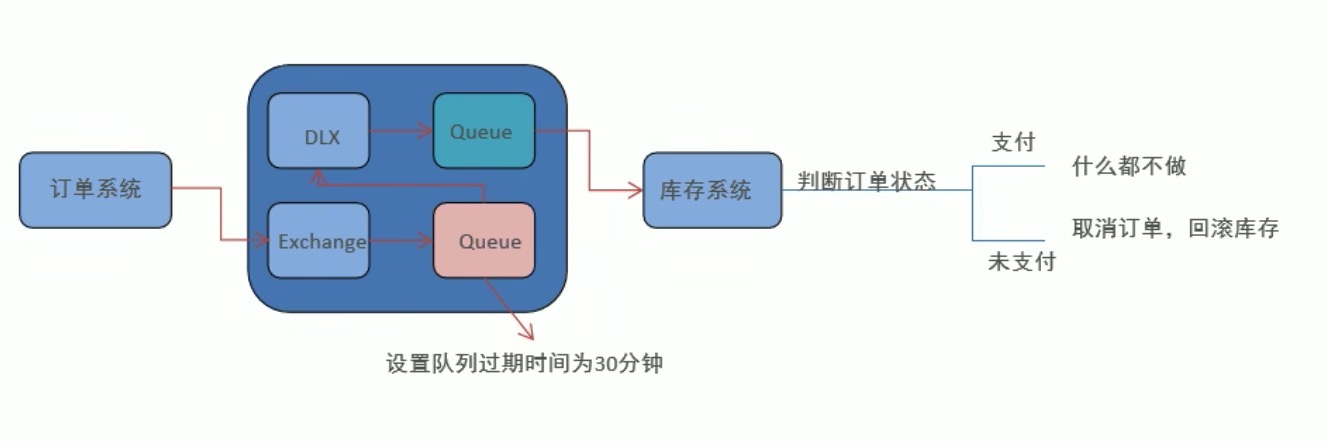 DLX
Queue
订单系统
Exchange
Queue
库存系统
判断订单状态
支付
什么都不做
取消订单，回滚库存
未支付
设置队列过期时间为30分钟